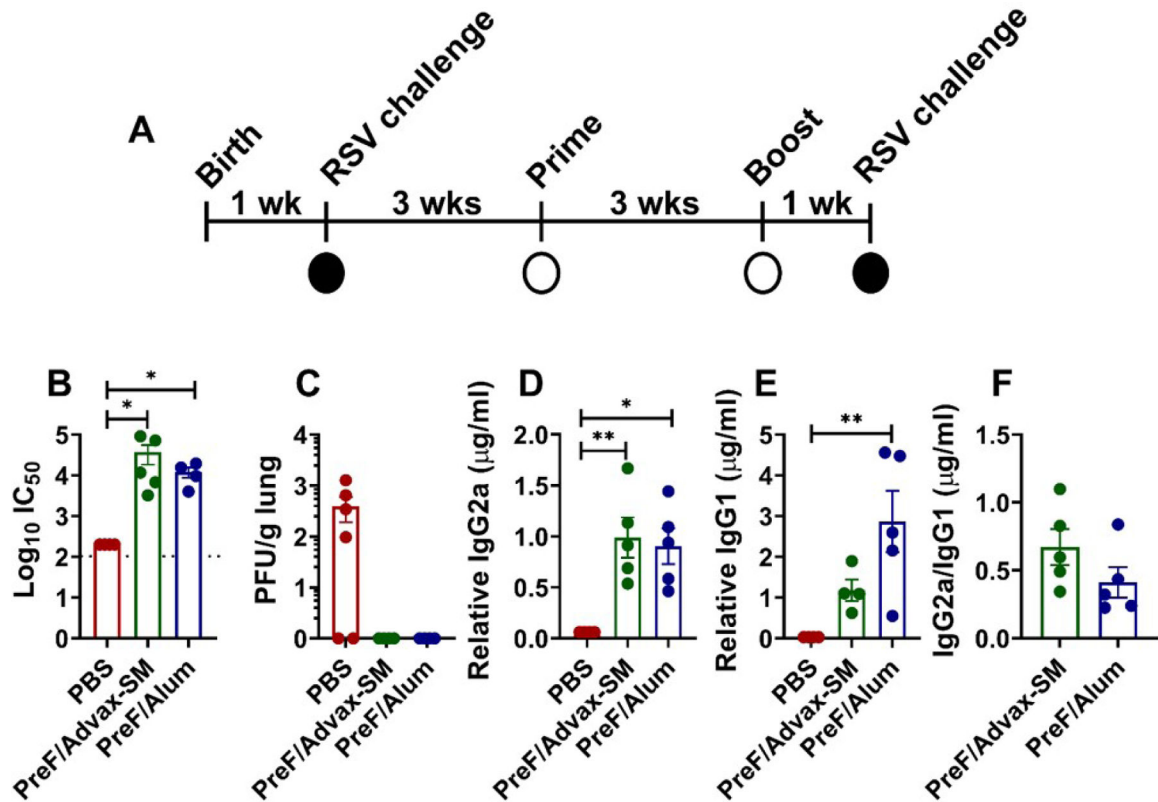 A
Birth
RSV challenge
Prime
Boost
RSV challenge
1 wk
3 wks
3 wks
1 wk
B
Log10 IC50
5
4
3
2
1
0
*
*
PBS
PreF/Advax-SM
PreF/Alum
C
PFU/g lung
4
3
2
1
0
PBS
PreF/Advax-SM
PreF/Alum
D
Relative IgG2a (µg/ml)
2.0
1.5
1.0
0.5
0.0
*
**
PBS
PreF/Advax-SM
PreF/Alum
E
Relative IgG1 (µg/ml)
5
4
3
2
1
0
**
PBS
PreF/Advax-SM
PreF/Alum
F
IgG2a/IgG1 (µg/ml)
1.5
1.0
0.5
0.0
PreF/Advax-SM
PreF/Alum